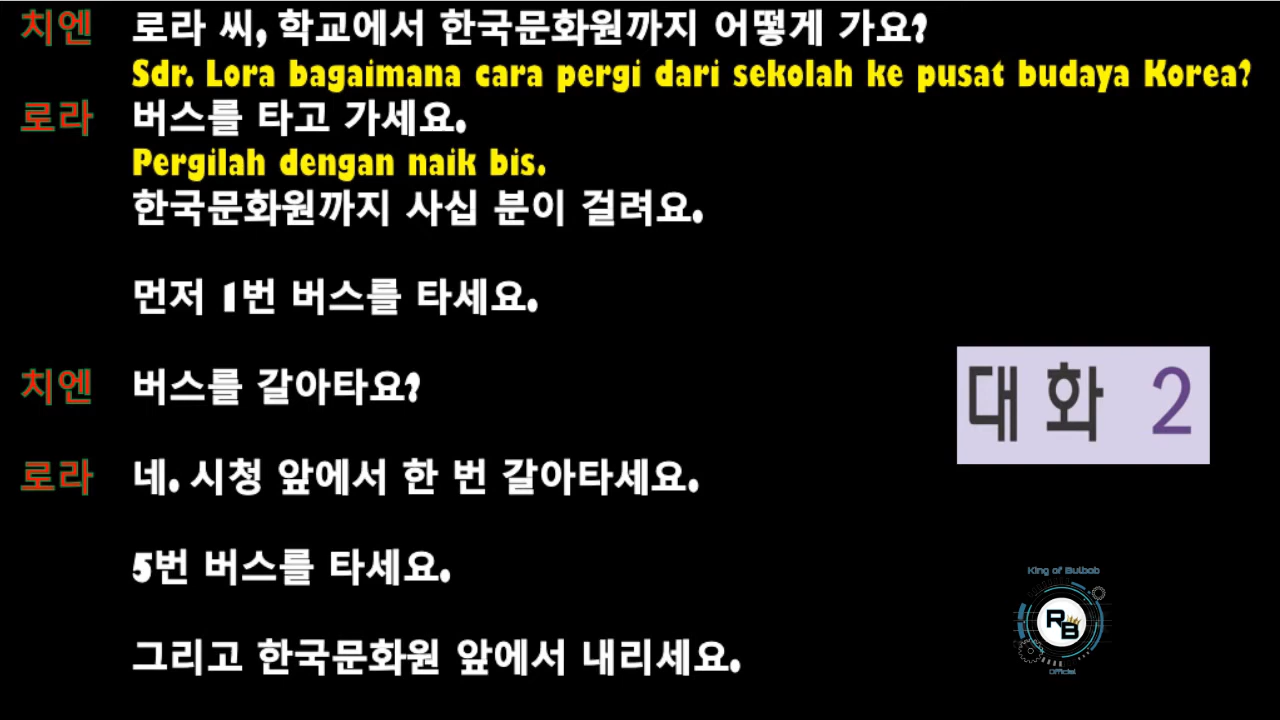 치엔 로라 씨, 학교에서 한국문화원까지 어떻게 가요?
Sdr. Lora bagaimana cara pergi dari sekolah ke pusat budaya Korea?
로라 버스를 타고 가세요.
Pergilah dengan naik bis.
한국문화원까지 사십 분이 걸려요.
먼저 1번 버스를 타세요.
치엔 버스를 갈아타요?
대화 2
로라 네. 시청 앞에서 한 번 갈아타세요.
5번 버스를 타세요.
그리고 한국문화원 앞에서 내리세요.
King of Bulbab
RB
Official